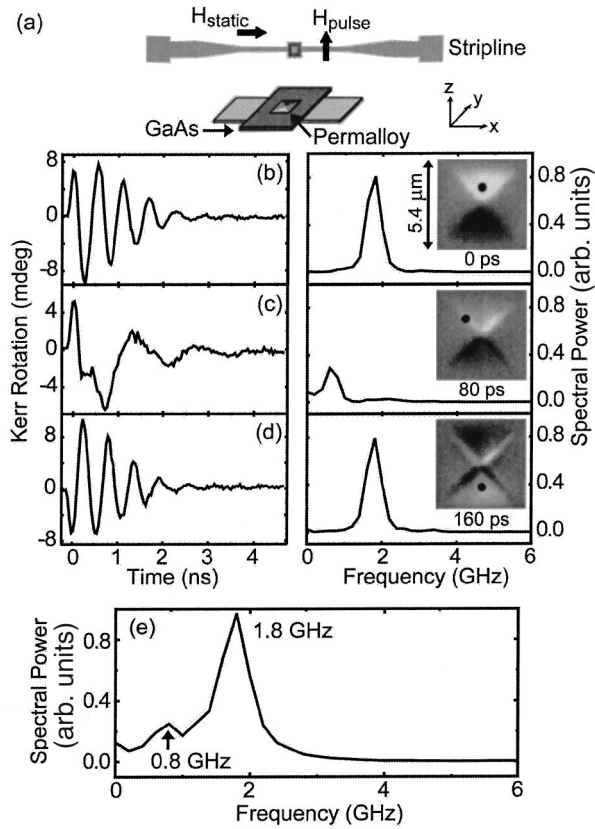 (a)
H_static
H_pulse
Stripline
GaAs
Permalloy
z
y
x
Kerr Rotation (mdeg)
8
0
-8
(b)
4
0
-4
(c)
8
0
-8
(d)
0
1
2
3
4
Time (ns)
5.4 μm
0 ps
0.8
0.4
0.0
80 ps
0.8
0.4
0.0
160 ps
0.8
0.4
0.0
Spectral Power (arb. units)
0
2
4
6
Frequency (GHz)
(e)
Spectral Power
(arb. units)
0.8
0.4
0.0
1.8 GHz
0.8 GHz
0
2
4
6
Frequency (GHz)